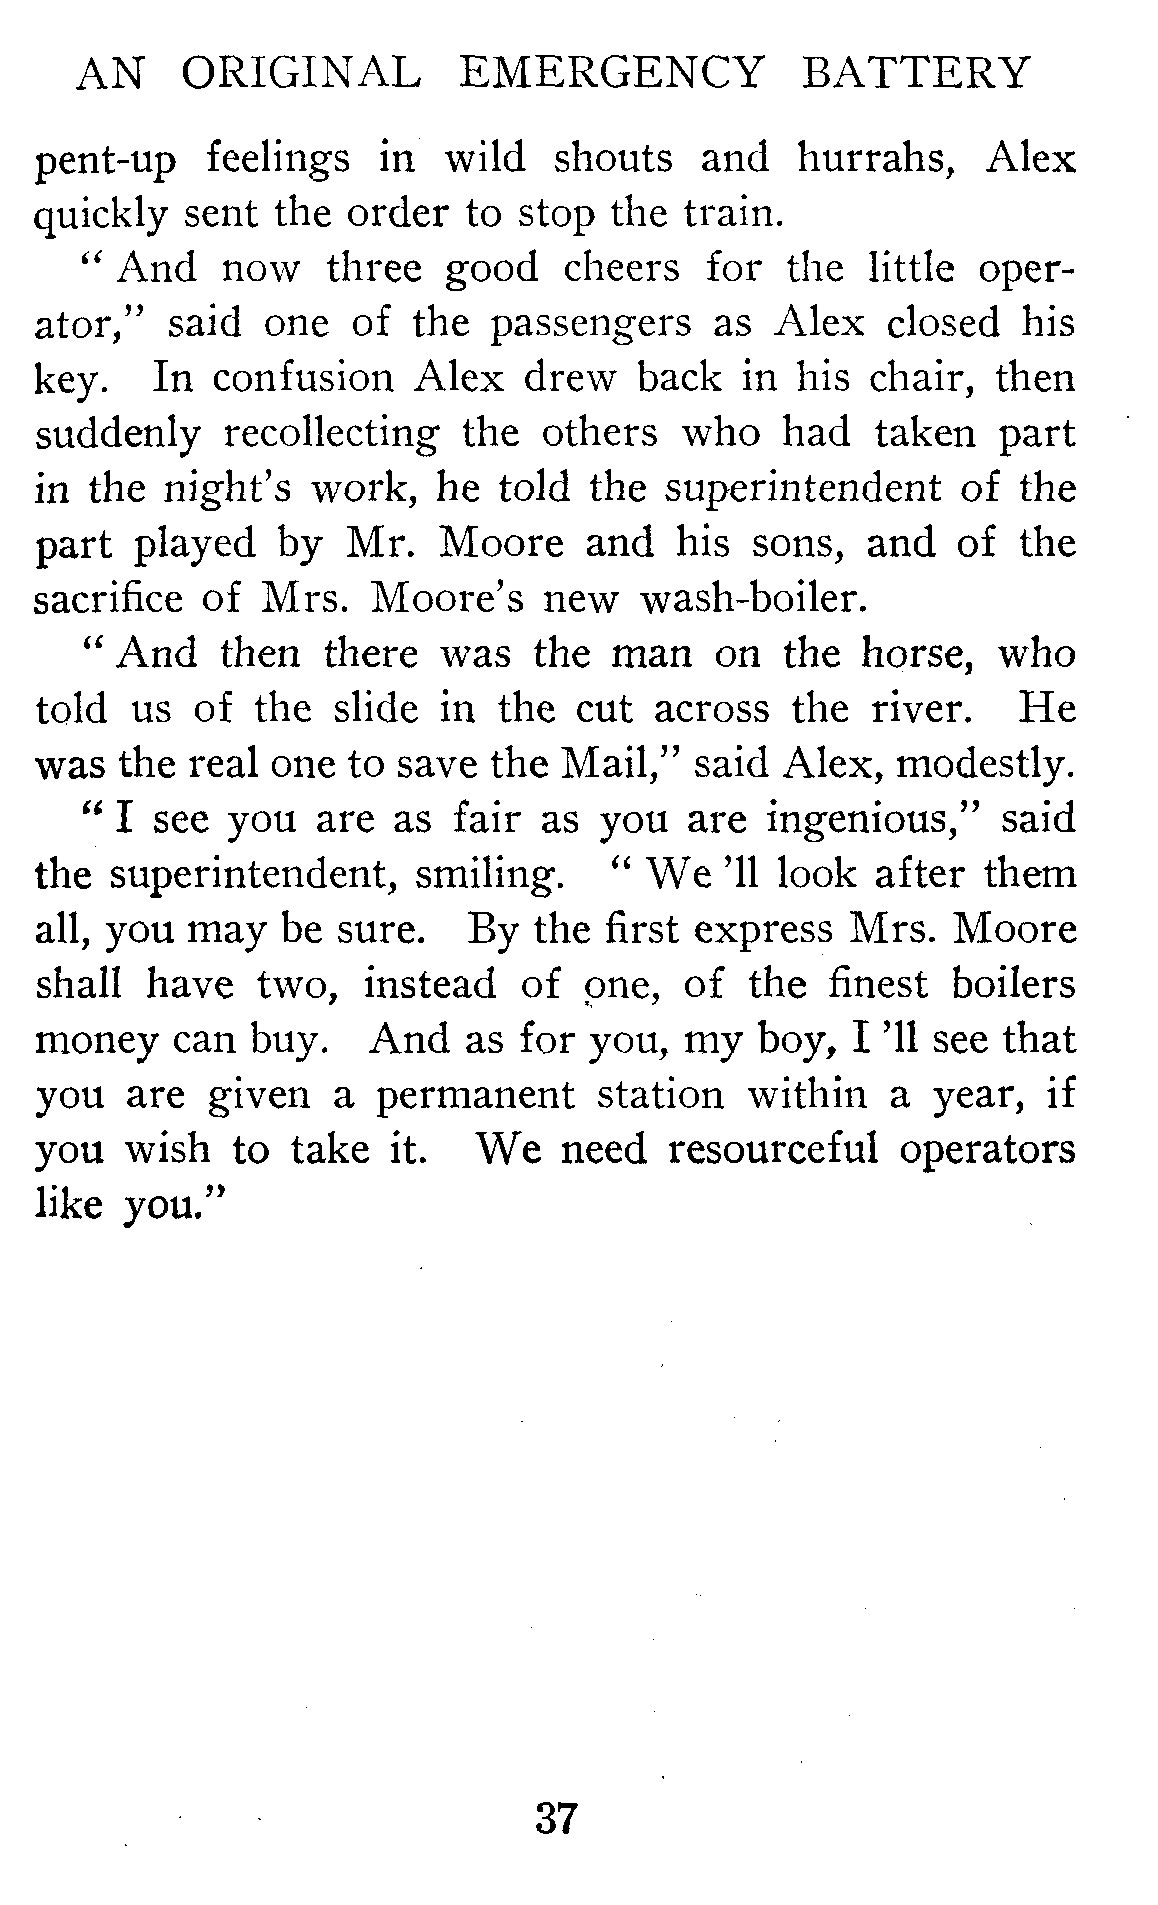 AN ORIGINAL EMERGENCY BATTERY
pent-up feelings in wild shouts and hurrahs, Alex
quickly sent the order to stop the train.
“ And now three good cheers for the little oper-
ator,” said one of the passengers as Alex closed his
key. In confusion Alex drew back in his chair, then
suddenly recollecting the others who had taken part
in the night’s work, he told the superintendent of the
part played by Mr. Moore and his sons, and of the
sacrifice of Mrs. Moore’s new wash-boiler.
“ And then there was the man on the horse, who
told us of the slide in the cut across the river. He
was the real one to save the Mail,” said Alex, modestly.
“ I see you are as fair as you are ingenious,” said
the superintendent, smiling. “ We ’ll look after them
all, you may be sure. By the first express Mrs. Moore
shall have two, instead of one, of the finest boilers
money can buy. And as for you, my boy, I ’ll see that
you are given a permanent station within a year, if
you wish to take it. We need resourceful operators
like you.”
37